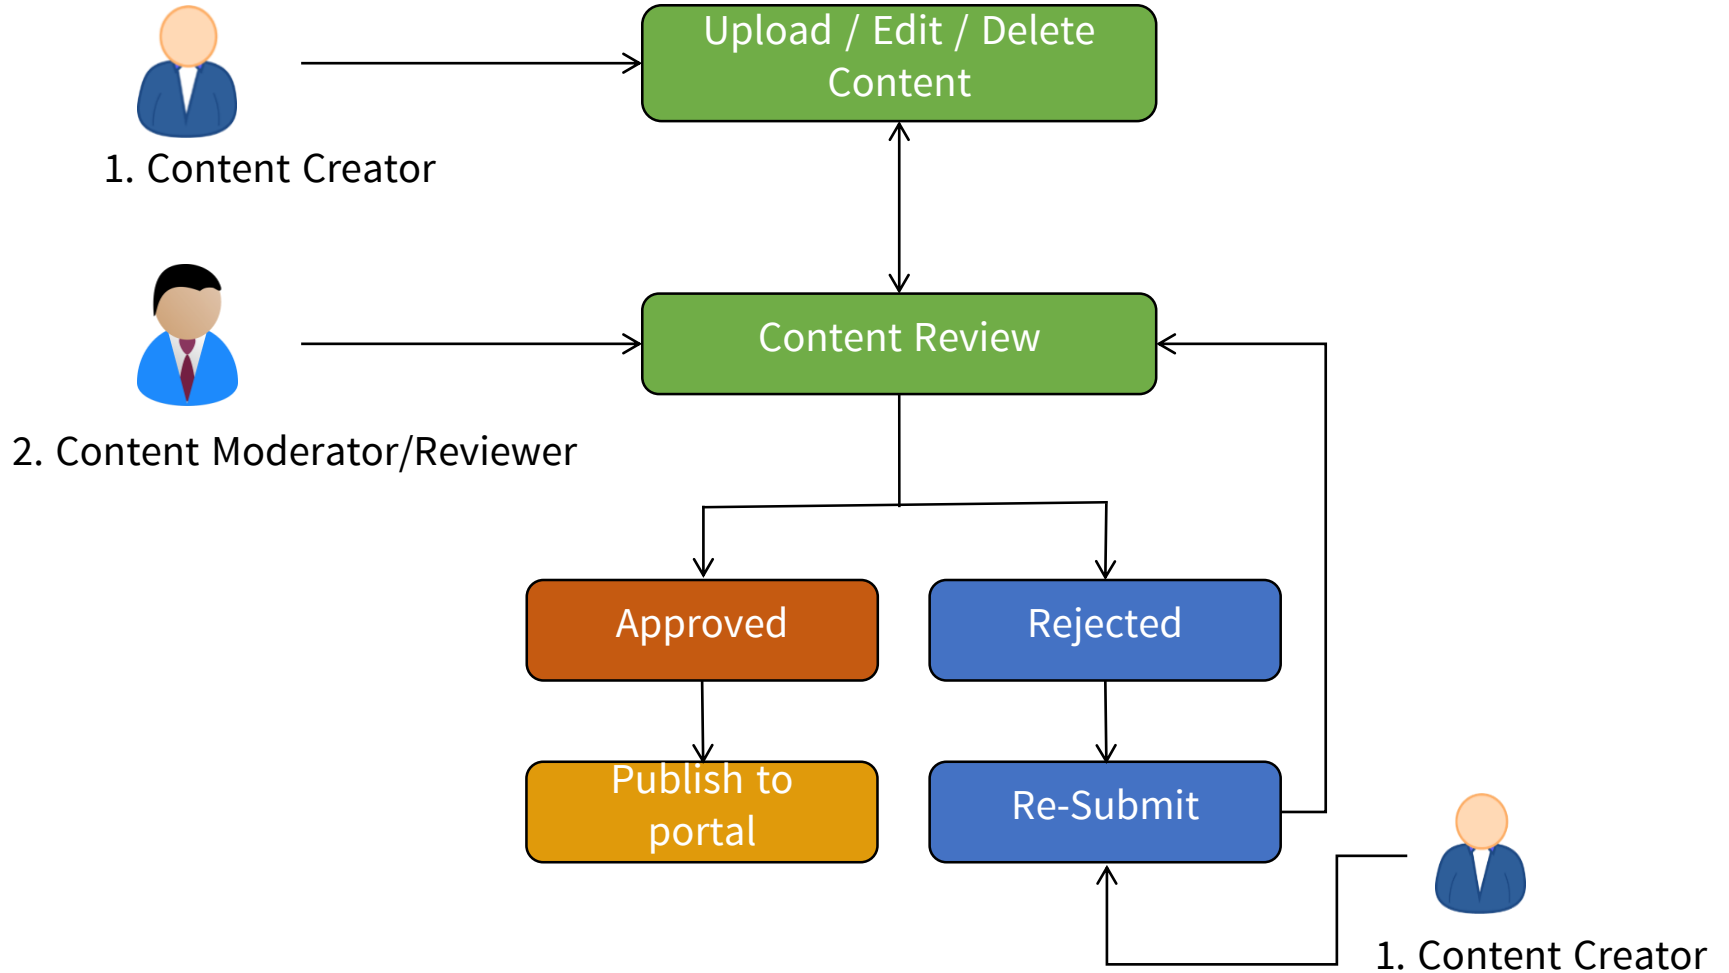 Upload / Edit / Delete
Content
1. Content Creator
Content Review
2. Content Moderator/Reviewer
Approved
Rejected
Publish to
portal
Re-Submit
1. Content Creator